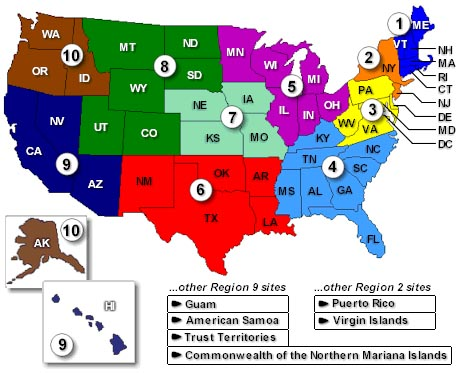 1
ME
WA
VT
NH
MT
ND
10
MN
2
MA
OR
ID
8
SD
WI
MI
NY
RI
CT
WY
5
PA
NJ
NE
IA
OH
3
DE
NV
IL
IN
WV
MD
UT
7
VA
DC
CA
CO
KS
MO
KY
9
NC
TN
4
AZ
NM
OK
AR
SC
6
MS
AL
GA
TX
LA
10
AK
FL
HI
9
...other Region 9 sites
Guam
American Samoa
Trust Territories
Commonwealth of the Northern Mariana Islands
...other Region 2 sites
Puerto Rico
Virgin Islands